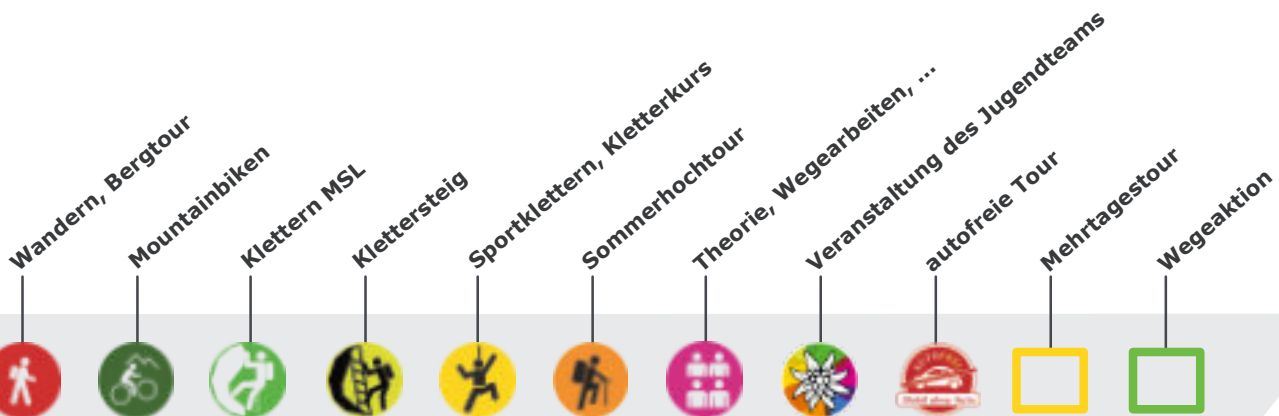 Wandern, Bergtour
Mountainbiken
Klettern MSL
Klettersteig
Sportklettern, Kletterkurs
Sommerhochtour
Theorie, Wegearbeiten, ...
Veranstaltung des Jugendteams
autofreie Tour
Mehrtagestour
Wegeaktion